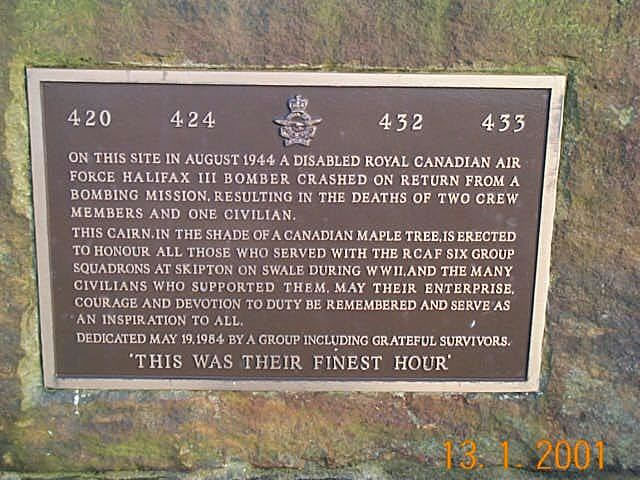 420 424 432 433
ON THIS SITE IN AUGUST 1944 A DISABLED ROYAL CANADIAN AIR
FORCE HALIFAX III BOMBER CRASHED ON RETURN FROM A
BOMBING MISSION, RESULTING IN THE DEATHS OF TWO CREW
MEMBERS AND ONE CIVILIAN.
THIS CAIRN, IN THE SHADE OF A CANADIAN MAPLE TREE, IS ERECTED
TO HONOUR ALL THOSE WHO SERVED WITH THE RCAF SIX GROUP
SQUADRONS AT SKIPTON ON SWALE DURING WWII, AND THE MANY
CIVILIANS WHO SUPPORTED THEM. MAY THEIR ENTERPRISE,
COURAGE AND DEVOTION TO DUTY BE REMEMBERED AND SERVE AS
AN INSPIRATION TO ALL.
DEDICATED MAY 19, 1984 BY A GROUP INCLUDING GRATEFUL SURVIVORS.
'THIS WAS THEIR FINEST HOUR'
13. 1. 2001